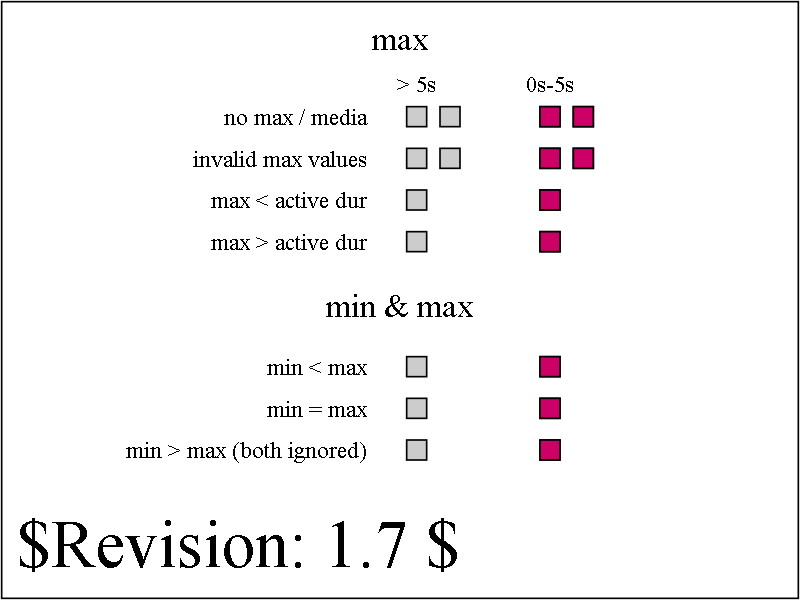 max
> 5s 0s-5s
no max / media
invalid max values
max < active dur
max > active dur
min & max
min < max
min = max
min > max (both ignored)
$Revision: 1.7 $